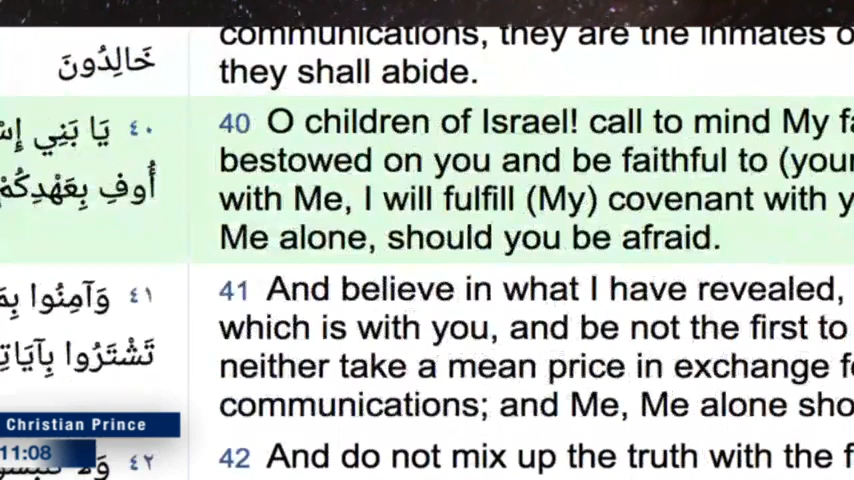 خَالِدُونَ
communications, they are the inmates
they shall abide.
٤٠ يَا بَنِي
أُوفِ بِعَهْدِكُمْ
40 O children of Israel! call to mind My
bestowed on you and be faithful to
with Me, I will fulfill (My) covenant with
Me alone, should you be afraid.
٤١ وَآمِنُوا
تَشْتَرُوا
41 And believe in what I have revealed,
which is with you, and be not the first to
neither take a mean price in exchange
communications; and Me, Me alone
Christian Prince
11:08
٤٢
42 And do not mix up the truth with the